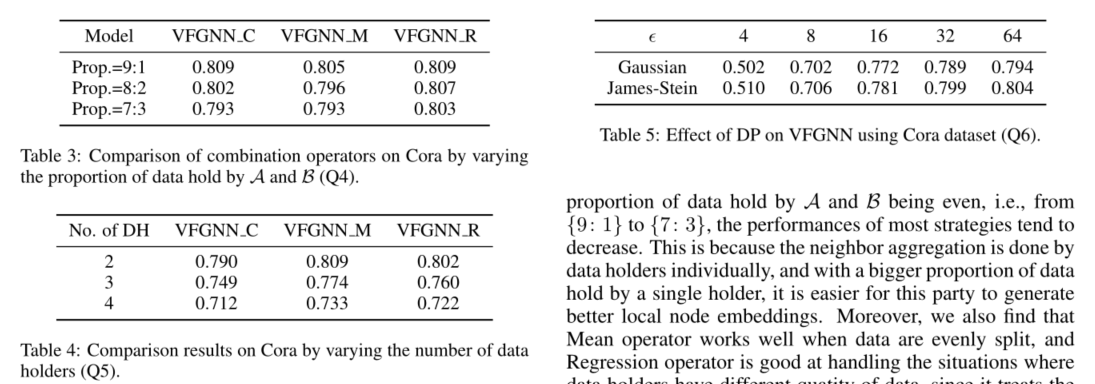 Model VFGNN_C VFGNN_M VFGNN_R
Prop.=9:1 0.809 0.805 0.809
Prop.=8:2 0.802 0.796 0.807
Prop.=7:3 0.793 0.793 0.803
Table 3: Comparison of combination operators on Cora by varying
the proportion of data hold by 𝒜 and ℬ (Q4).
No. of DH VFGNN_C VFGNN_M VFGNN_R
2 0.790 0.809 0.802
3 0.749 0.774 0.760
4 0.712 0.733 0.722
Table 4: Comparison results on Cora by varying the number of data
holders (Q5).
ϵ 4 8 16 32 64
Gaussian 0.502 0.702 0.772 0.789 0.794
James-Stein 0.510 0.706 0.781 0.799 0.804
Table 5: Effect of DP on VFGNN using Cora dataset (Q6).
proportion of data hold by 𝒜 and ℬ being even, i.e., from
{9: 1} to {7: 3}, the performances of most strategies tend to
decrease. This is because the neighbor aggregation is done by
data holders individually, and with a bigger proportion of data
hold by a single holder, it is easier for this party to generate
better local node embeddings. Moreover, we also find that
Mean operator works well when data are evenly split, and
Regression operator is good at handling the situations where
data holders have different quatity of data, since it treats the